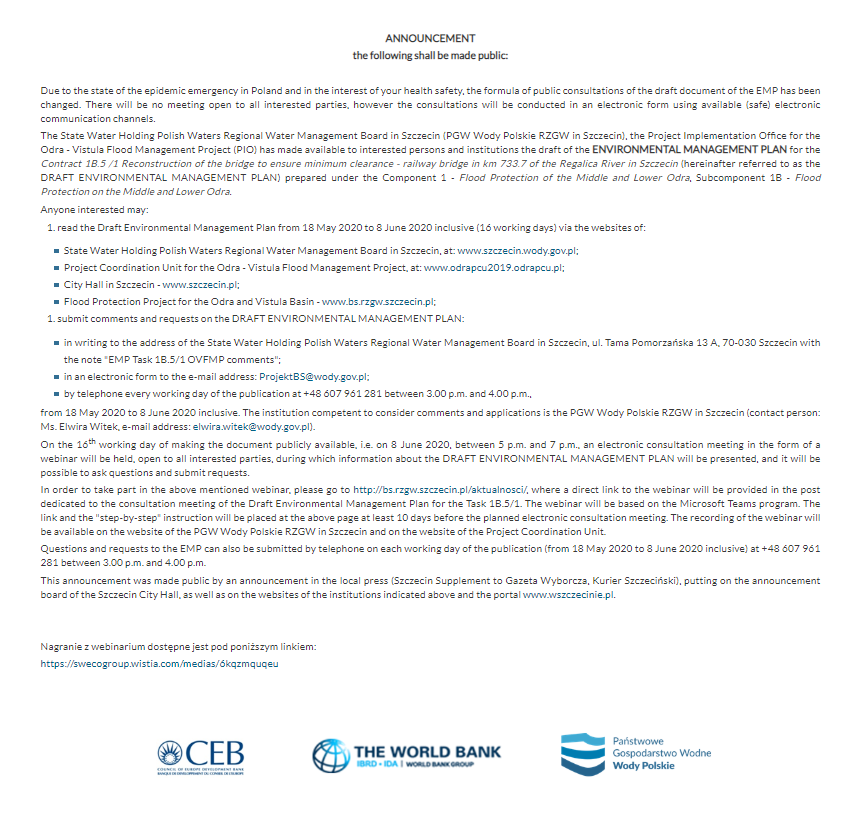 ANNOUNCEMENT
the following shall be made public:
Due to the state of the epidemic emergency in Poland and in the interest of your health safety, the formula of public consultations of the draft document of the EMP has been
changed. There will be no meeting open to all interested parties, however the consultations will be conducted in an electronic form using available (safe) electronic
communication channels.
The State Water Holding Polish Waters Regional Water Management Board in Szczecin (PGW Wody Polskie RZGW in Szczecin), the Project Implementation Office for the
Odra - Vistula Flood Management Project (PIO) has made available to interested persons and institutions the draft of the ENVIRONMENTAL MANAGEMENT PLAN for the
Contract 1B.5 /1 Reconstruction of the bridge to ensure minimum clearance - railway bridge in km 733.7 of the Regalica River in Szczecin (hereinafter referred to as the
DRAFT ENVIRONMENTAL MANAGEMENT PLAN) prepared under the Component 1 - Flood Protection of the Middle and Lower Odra, Subcomponent 1B - Flood
Protection on the Middle and Lower Odra.
Anyone interested may:
1. read the Draft Environmental Management Plan from 18 May 2020 to 8 June 2020 inclusive (16 working days) via the websites of:
State Water Holding Polish Waters Regional Water Management Board in Szczecin, at: www.szczecin.wody.gov.pl;
Project Coordination Unit for the Odra - Vistula Flood Management Project, at: www.odrapcu2019.odrapcu.pl;
City Hall in Szczecin - www.szczecin.pl;
Flood Protection Project for the Odra and Vistula Basin - www.bs.rzgw.szczecin.pl;
1. submit comments and requests on the DRAFT ENVIRONMENTAL MANAGEMENT PLAN:
in writing to the address of the State Water Holding Polish Waters Regional Water Management Board in Szczecin, ul. Tama Pomorzańska 13 A, 70-030 Szczecin with
the note "EMP Task 1B.5/1 OVFMP comments";
in an electronic form to the e-mail address: ProjektBS@wody.gov.pl;
by telephone every working day of the publication at +48 607 961 281 between 3.00 p.m. and 4.00 p.m.,
from 18 May 2020 to 8 June 2020 inclusive. The institution competent to consider comments and applications is the PGW Wody Polskie RZGW in Szczecin (contact person:
Ms. Elwira Witek, e-mail address: elwira.witek@wody.gov.pl).
On the 16th working day of making the document publicly available, i.e. on 8 June 2020, between 5 p.m. and 7 p.m., an electronic consultation meeting in the form of a
webinar will be held, open to all interested parties, during which information about the DRAFT ENVIRONMENTAL MANAGEMENT PLAN will be presented, and it will be
possible to ask questions and submit requests.
In order to take part in the above mentioned webinar, please go to http://bs.rzgw.szczecin.pl/aktualnosci/, where a direct link to the webinar will be provided in the post
dedicated to the consultation meeting of the Draft Environmental Management Plan for the Task 1B.5/1. The webinar will be based on the Microsoft Teams program. The
link and the "step-by-step" instruction will be placed at the above page at least 10 days before the planned electronic consultation meeting. The recording of the webinar will
be available on the website of the PGW Wody Polskie RZGW in Szczecin and on the website of the Project Coordination Unit.
Questions and requests to the EMP can also be submitted by telephone on each working day of the publication (from 18 May 2020 to 8 June 2020 inclusive) at +48 607 961
281 between 3.00 p.m. and 4.00 p.m.
This announcement was made public by an announcement in the local press (Szczecin Supplement to Gazeta Wyborcza, Kurier Szczeciński), putting on the announcement
board of the Szczecin City Hall, as well as on the websites of the institutions indicated above and the portal www.wszczecinie.pl.
Nagranie z webinarium dostępne jest pod poniższym linkiem:
https://swecogroup.wistia.com/medias/6kqzmquqeu
CEB
COUNCIL OF EUROPE DEVELOPMENT BANK
BANQUE DE DÉVELOPPEMENT DU CONSEIL DE L'EUROPE
THE WORLD BANK
IBRD • IDA | WORLD BANK GROUP
Państwowe
Gospodarstwo Wodne
Wody Polskie